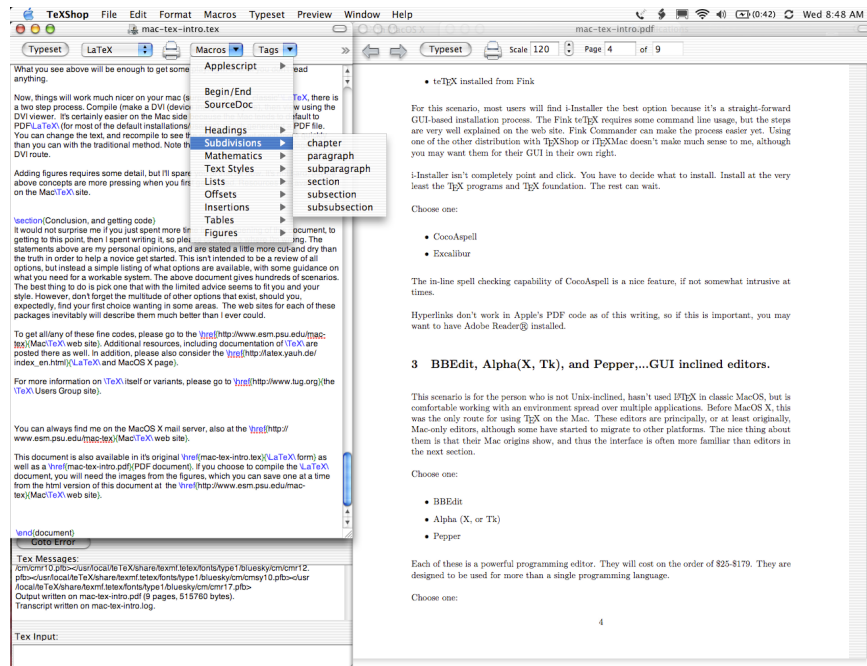 TeXShop File Edit Format Macros Typeset Preview Window Help
(0:42) Wed 8:48 AM
mac-tex-intro.tex
Typeset LaTeX Macros Tags »
What you see above will be enough to get some
read
anything.
Now, things will work much nicer on your mac
TeX, there is
a two step process. Compile (make a DVI
using the
DVI viewer. It's certainly easier on the Mac side
default to
PDF\LaTeX\ (for most of the default installations/
PDF file.
You can change the text, and recompile to see
than you can with the traditional method. Note
DVI route.
Adding figures requires some detail, but I'll
above concepts are more pressing when you
on the Mac\TeX\ site.
Applescript
Begin/End
SourceDoc
Headings
Subdivisions
Mathematics
Text Styles
Lists
Offsets
Insertions
Tables
Figures
chapter
paragraph
subparagraph
section
subsection
subsubsection
\section{Conclusion, and getting code}
It would not surprise me if you just spent more
document, to
getting to this point, then I spent writing it, so
The
statements above are my personal opinions, and are stated a little more cut-and dry than
the truth in order to help a novice get started. This isn't intended to be a review of all
options, but instead a simple listing of what options are available, with some guidance on
what you need for a workable system. The above document gives hundreds of scenarios.
The best thing to do is pick one that with the limited advice seems to fit you and your
style. However, don't forget the multitude of other options that exist, should you,
expectedly, find your first choice wanting in some areas. The web sites for each of these
packages inevitably will describe them much better than I ever could.
To get all/any of these fine codes, please go to the \href{http://www.esm.psu.edu/mac-
tex}{Mac\TeX\ web site}. Additional resources, including documentation of \TeX\ are
posted there as well. In addition, please also consider the \href{http://latex.yauh.de/
index_en.html}{\LaTeX\ and MacOS X page}.
For more information on \TeX\ itself or variants, please go to \href{http://www.tug.org}{the
\TeX\ Users Group site}.
You can always find me on the MacOS X mail server, also at the \href{http://
www.esm.psu.edu/mac-tex}{Mac\TeX\ web site}.
This document is also available in it's original \href{mac-tex-intro.tex}{\LaTeX\ form} as
well as a \href{mac-tex-intro.pdf}{PDF document}. If you choose to compile the \LaTeX\
document, you will need the images from the figures, which you can save one at a time
from the html version of this document at the \href{http://www.esm.psu.edu/mac-
tex}{Mac\TeX\ web site}.
\end{document}
Goto Error
Tex Messages:
/cm/cmr10.pfb></usr/local/teTeX/share/texmf.tetex/fonts/type1/bluesky/cm/cmr12.
pfb></usr/local/teTeX/share/texmf.tetex/fonts/type1/bluesky/cm/cmsy10.pfb></usr
/local/teTeX/share/texmf.tetex/fonts/type1/bluesky/cm/cmr17.pfb>
Output written on mac-tex-intro.pdf (9 pages, 515760 bytes).
Transcript written on mac-tex-intro.log.
Tex Input:
mac-tex-intro.pdf
Typeset Scale 120 Page 4 of 9
• teTEX installed from Fink
For this scenario, most users will find i-Installer the best option because it's a straight-forward
GUI-based installation process. The Fink teTEX requires some command line usage, but the steps
are very well explained on the web site. Fink Commander can make the process easier yet. Using
one of the other distribution with TEXShop or iTEXMac doesn't make much sense to me, although
you may want them for their GUI in their own right.
i-Installer isn't completely point and click. You have to decide what to install. Install at the very
least the TEX programs and TEX foundation. The rest can wait.
Choose one:
• CocoAspell
• Excalibur
The in-line spell checking capability of CocoAspell is a nice feature, if not somewhat intrusive at
times.
Hyperlinks don't work in Apple's PDF code as of this writing, so if this is important, you may
want to have Adobe Reader® installed.
3 BBEdit, Alpha(X, Tk), and Pepper,...GUI inclined editors.
This scenario is for the person who is not Unix-inclined, hasn't used LATEX in classic MacOS, but is
comfortable working with an environment spread over multiple applications. Before MacOS X, this
was the only route for using TEX on the Mac. These editors are principally, or at least originally,
Mac-only editors, although some have started to migrate to other platforms. The nice thing about
them is that their Mac origins show, and thus the interface is often more familiar than editors in
the next section.
Choose one:
• BBEdit
• Alpha (X, or Tk)
• Pepper
Each of these is a powerful programming editor. They will cost on the order of $25-$179. They are
designed to be used for more than a single programming language.
Choose one:
4